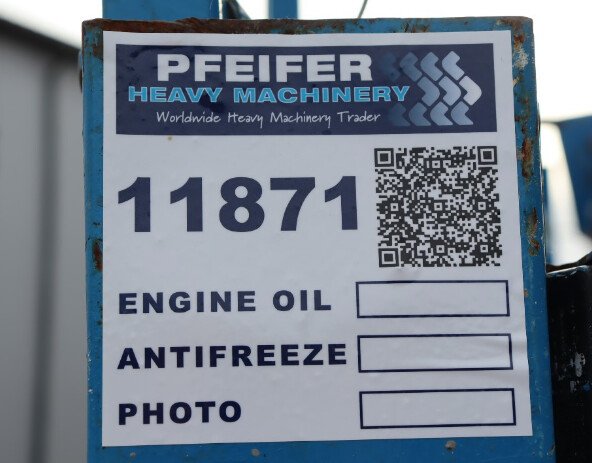 PFEIFER
HEAVY MACHINERY
Worldwide Heavy Machinery Trader
11871
ENGINE OIL
ANTIFREEZE
PHOTO